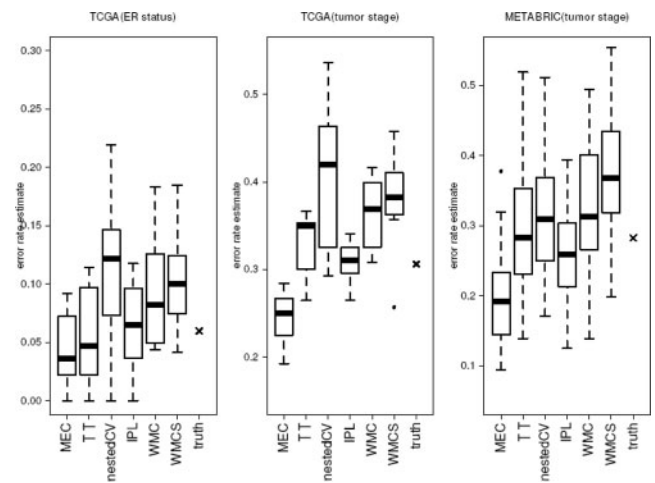 TCGA(ER status)
error rate estimate
0.30
0.25
0.20
0.15
0.10
0.05
0.00
MEC
T T
nestedCV
IPL
WMC
WMCS
truth
TCGA(tumor stage)
error rate estimate
0.5
0.4
0.3
0.2
MEC
T T
nestedCV
IPL
WMC
WMCS
truth
METABRIC(tumor stage)
error rate estimate
0.5
0.4
0.3
0.2
0.1
MEC
T T
nestedCV
IPL
WMC
WMCS
truth